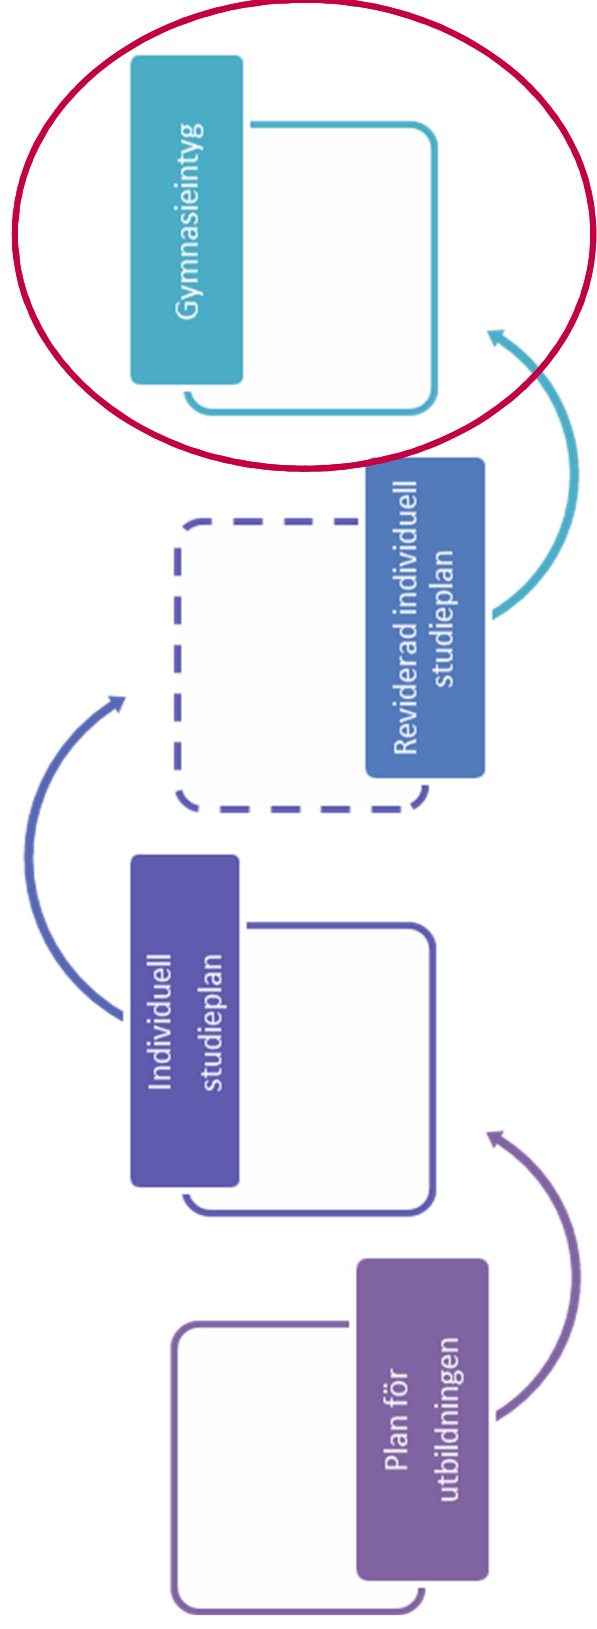 Plan för
utbildningen
Individuell
studieplan
Reviderad individuell
studieplan
Gymnasieintyg